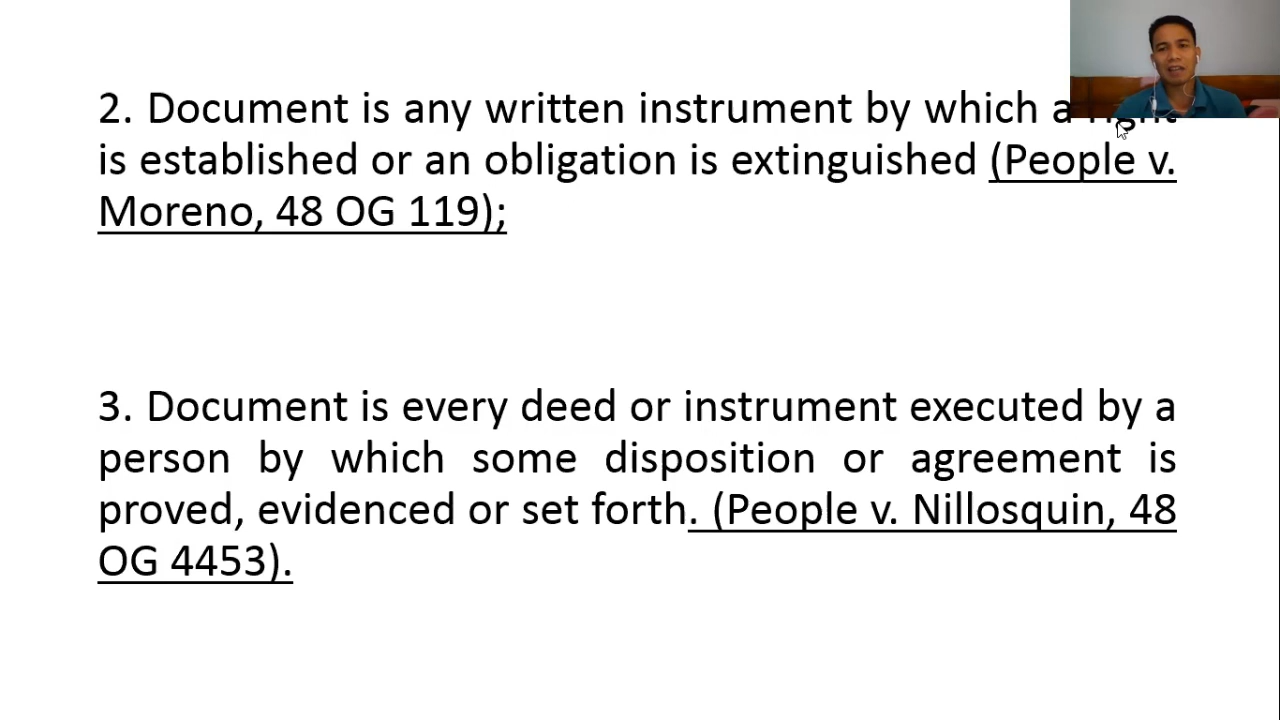 2. Document is any written instrument by which a right
is established or an obligation is extinguished (People v.
Moreno, 48 OG 119);
3. Document is every deed or instrument executed by a
person by which some disposition or agreement is
proved, evidenced or set forth. (People v. Nillosquin, 48
OG 4453).